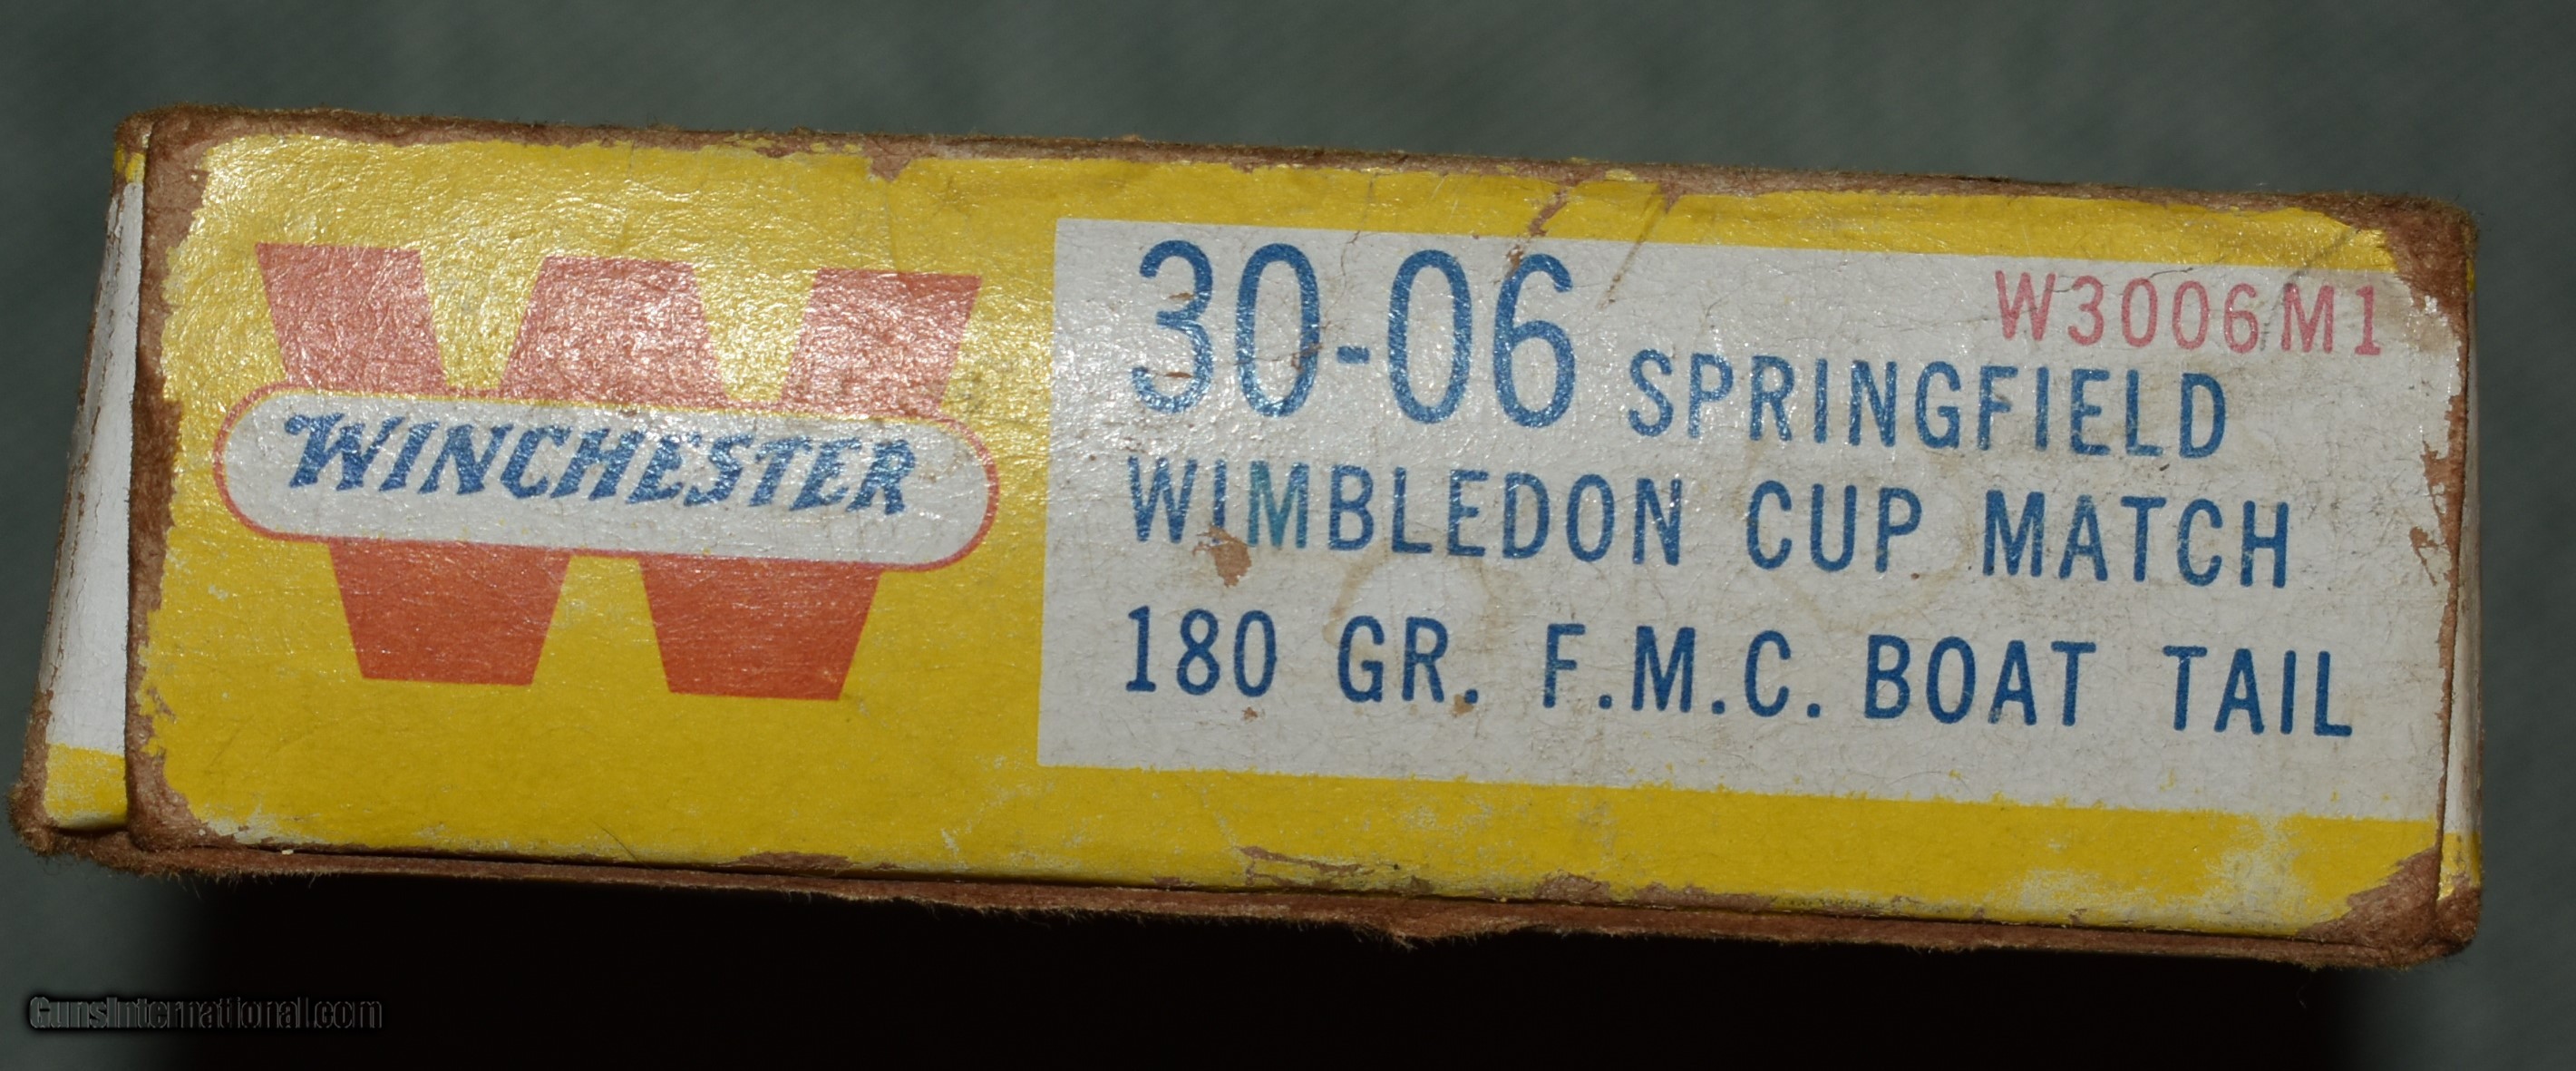 WINCHESTER
W3006M1
30-06 SPRINGFIELD
WIMBLEDON CUP MATCH
180 GR. F.M.C. BOAT TAIL
GunsInternational.com